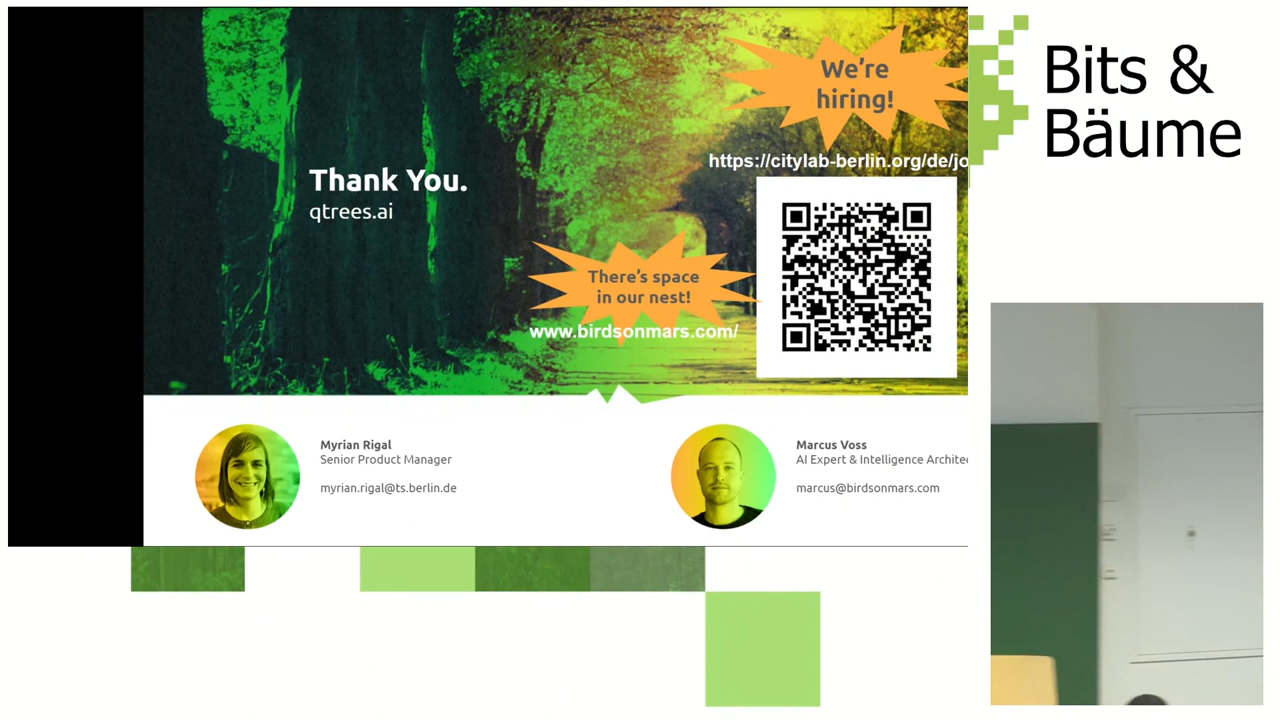 We're
hiring!
https://citylab-berlin.org/de/jo
Thank You.
qtrees.ai
There's space
in our nest!
www.birdsonmars.com/
Myrian Rigal
Senior Product Manager
myrian.rigal@ts.berlin.de
Marcus Voss
AI Expert & Intelligence Architec
marcus@birdsonmars.com
Bits &
Bäume